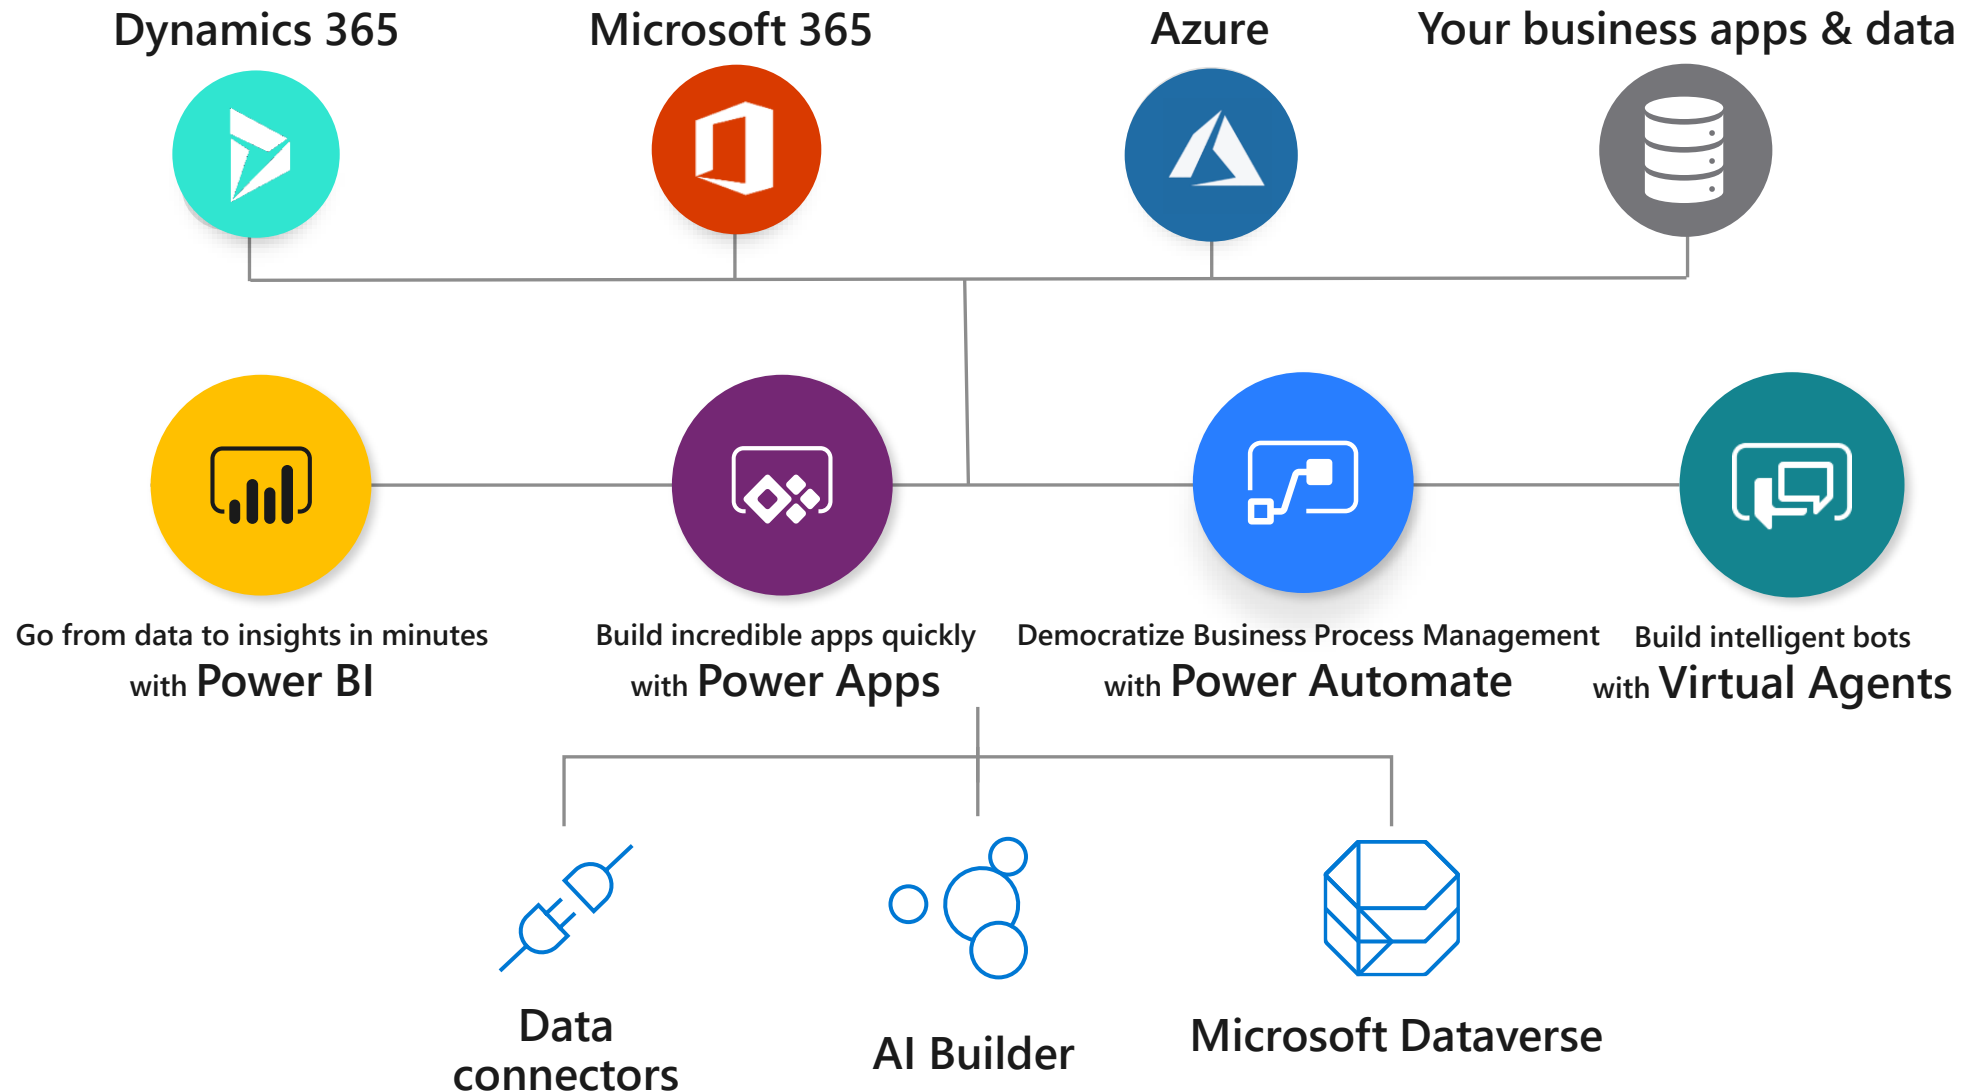 Dynamics 365
Microsoft 365
Azure
Your business apps & data
Go from data to insights in minutes
with Power BI
Build incredible apps quickly
with Power Apps
Democratize Business Process Management
with Power Automate
Build intelligent bots
with Virtual Agents
Data
connectors
AI Builder
Microsoft Dataverse